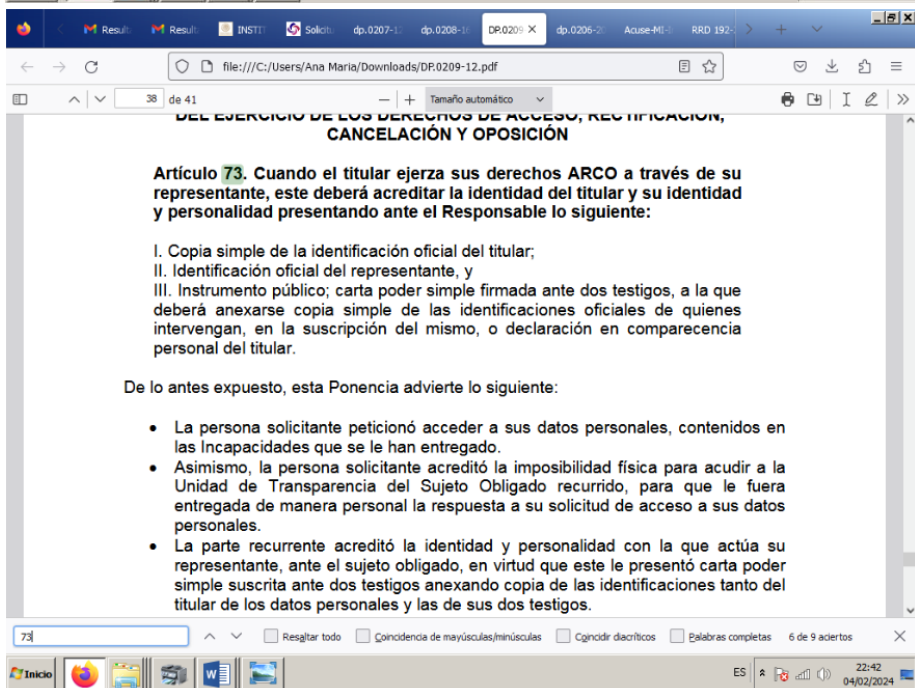 Result
Result
INSTIT
Solicitu
dp.0207-1
dp.0208-1
DP.0209
dp.0206-20
Acuse-MI-
RRD 192-
file:///C:/Users/Ana Maria/Downloads/DP.0209-12.pdf
38 de 41
Tamaño automático
DEL EJERCICIO DE LOS DERECHOS DE ACCESO, RECTIFICACIÓN,
CANCELACIÓN Y OPOSICIÓN
Artículo 73. Cuando el titular ejerza sus derechos ARCO a través de su
representante, este deberá acreditar la identidad del titular y su identidad
y personalidad presentando ante el Responsable lo siguiente:
I. Copia simple de la identificación oficial del titular;
II. Identificación oficial del representante, y
III. Instrumento público; carta poder simple firmada ante dos testigos, a la que
deberá anexarse copia simple de las identificaciones oficiales de quienes
intervengan, en la suscripción del mismo, o declaración en comparecencia
personal del titular.
De lo antes expuesto, esta Ponencia advierte lo siguiente:
• La persona solicitante peticionó acceder a sus datos personales, contenidos en
las Incapacidades que se le han entregado.
• Asimismo, la persona solicitante acreditó la imposibilidad física para acudir a la
Unidad de Transparencia del Sujeto Obligado recurrido, para que le fuera
entregada de manera personal la respuesta a su solicitud de acceso a sus datos
personales.
• La parte recurrente acreditó la identidad y personalidad con la que actúa su
representante, ante el sujeto obligado, en virtud que este le presentó carta poder
simple suscrita ante dos testigos anexando copia de las identificaciones tanto del
titular de los datos personales y las de sus dos testigos.
73
Resaltar todo
Coincidencia de mayúsculas/minúsculas
Coincidir diacríticos
Palabras completas
6 de 9 aciertos
Inicio
ES
22:42
04/02/2024